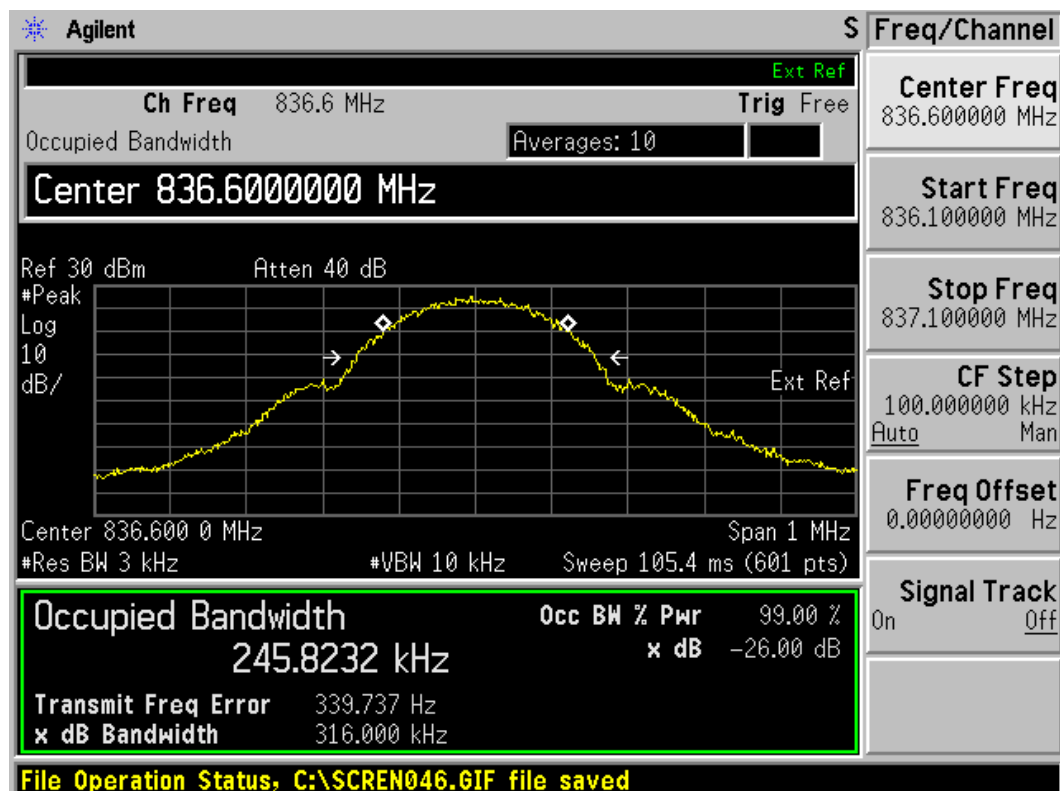 Agilent S
Freq/Channel
Ext Ref
Ch Freq 836.6 MHz Trig Free
Occupied Bandwidth Averages: 10
Center 836.6000000 MHz
Ref 30 dBm Atten 40 dB
#Peak
Log
10
dB/
Ext Ref
Center 836.600 0 MHz Span 1 MHz
#Res BW 3 kHz #VBW 10 kHz Sweep 105.4 ms (601 pts)
Occupied Bandwidth Occ BW % Pwr 99.00 %
245.8232 kHz x dB -26.00 dB
Transmit Freq Error 339.737 Hz
x dB Bandwidth 316.000 kHz
File Operation Status, C:\SCREN046.GIF file saved
Center Freq
836.600000 MHz
Start Freq
836.100000 MHz
Stop Freq
837.100000 MHz
CF Step
100.000000 kHz
Auto Man
Freq Offset
0.00000000 Hz
Signal Track
On Off